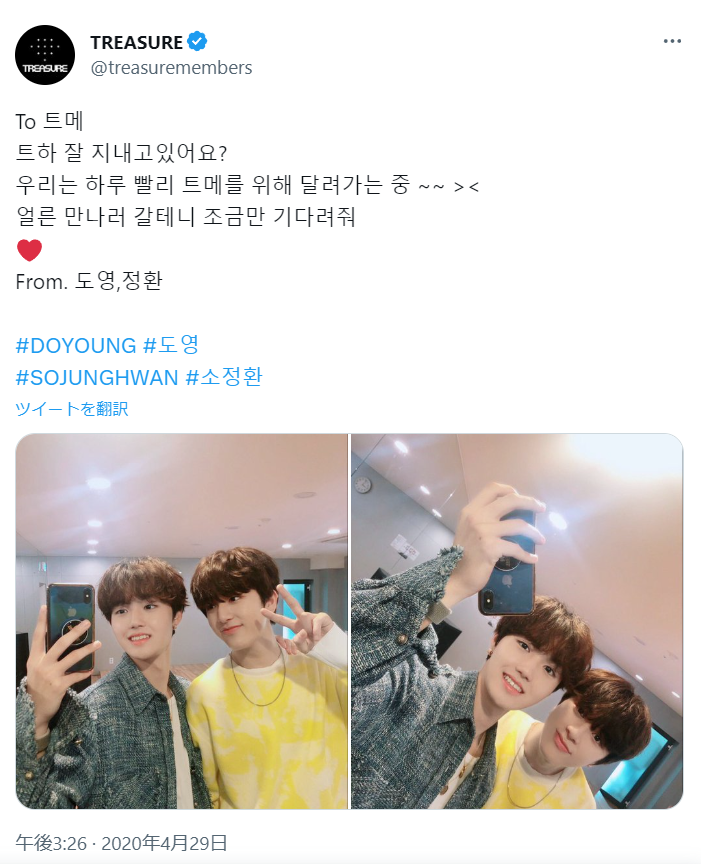 TREASURE
TREASURE
@treasuremembers
To 트메
트하 잘 지내고있어요?
우리는 하루 빨리 트메를 위해 달려가는 중 ~~ ><
얼른 만나러 갈테니 조금만 기다려줘
❤
From. 도영,정환
#DOYOUNG #도영
#SOJUNGHWAN #소정환
ツイートを翻訳
午後3:26 · 2020年4月29日